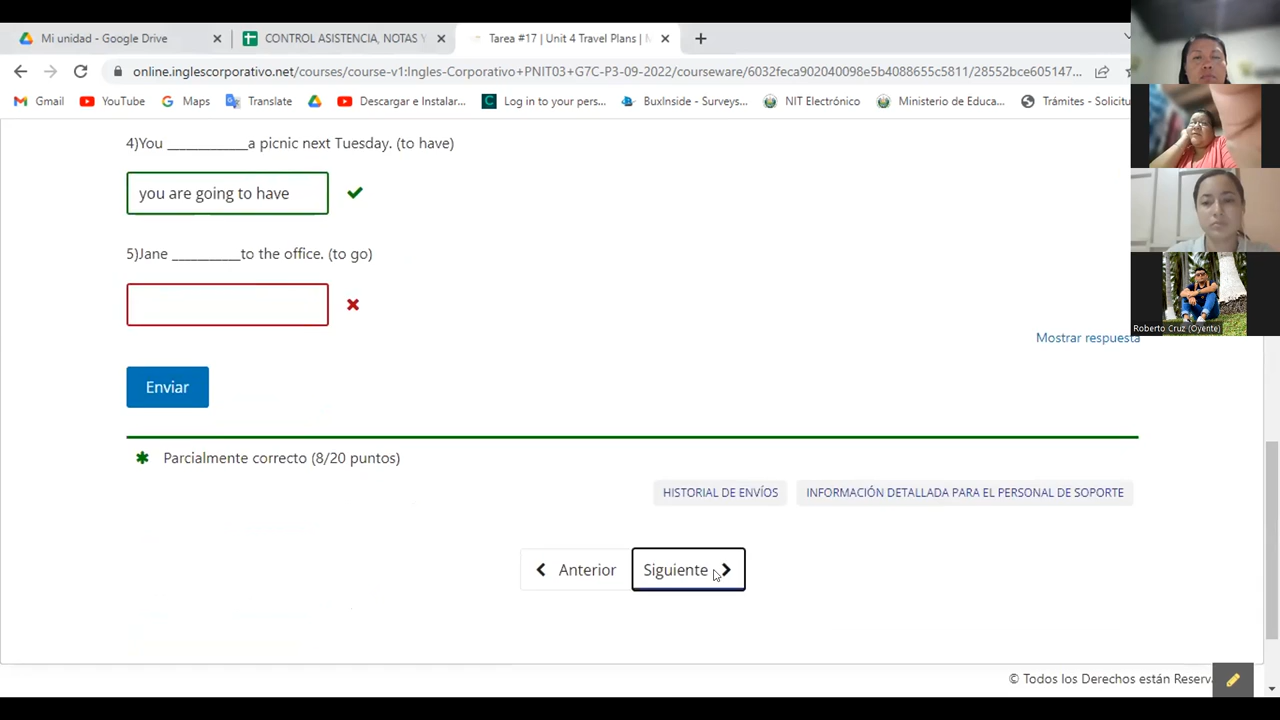 Mi unidad - Google Drive
CONTROL ASISTENCIA, NOTAS Y
Tarea #17 | Unit 4 Travel Plans |
online.inglescorporativo.net/courses/course-v1:Ingles-Corporativo+PNIT03+G7C-P3-09-2022/courseware/6032feca902040098e5b4088655c5811/28552bce605147...
Gmail
YouTube
Maps
Translate
Descargar e Instalar...
Log in to your pers...
BuxInside - Surveys...
NIT Electrónico
Ministerio de Educa...
Trámites - Solicitu
4)You _____________a picnic next Tuesday. (to have)
you are going to have
5)Jane ___________to the office. (to go)
Roberto Cruz (Oyente)
Mostrar respuesta
Enviar
Parcialmente correcto (8/20 puntos)
HISTORIAL DE ENVÍOS
INFORMACIÓN DETALLADA PARA EL PERSONAL DE SOPORTE
Anterior
Siguiente
© Todos los Derechos están Reserva